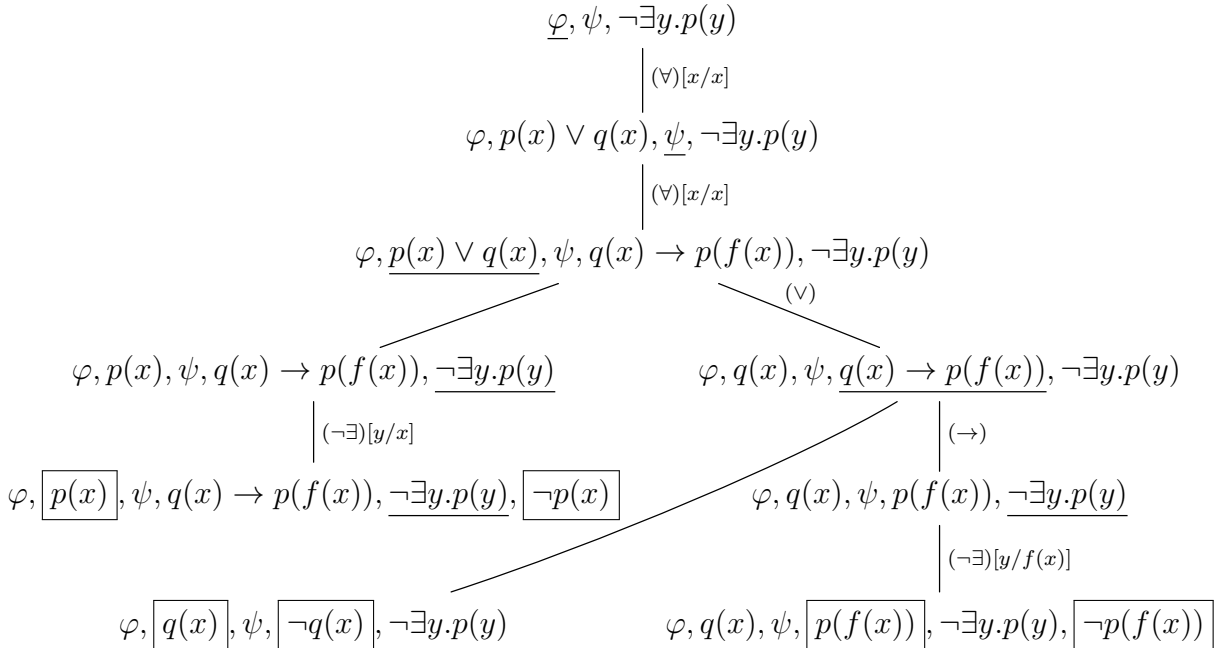 φ, ψ, ¬∃y.p(y)
(∀)[x/x]
φ, p(x) ∨ q(x), ψ, ¬∃y.p(y)
(∀)[x/x]
φ, p(x) ∨ q(x), ψ, q(x) → p(f(x)), ¬∃y.p(y)
(∨)
φ, p(x), ψ, q(x) → p(f(x)), ¬∃y.p(y)
φ, q(x), ψ, q(x) → p(f(x)), ¬∃y.p(y)
(¬∃)[y/x]
(→)
φ, p(x), ψ, q(x) → p(f(x)), ¬∃y.p(y), ¬p(x)
φ, q(x), ψ, p(f(x)), ¬∃y.p(y)
(¬∃)[y/f(x)]
φ, q(x), ψ, ¬q(x), ¬∃y.p(y)
φ, q(x), ψ, p(f(x)), ¬∃y.p(y), ¬p(f(x))